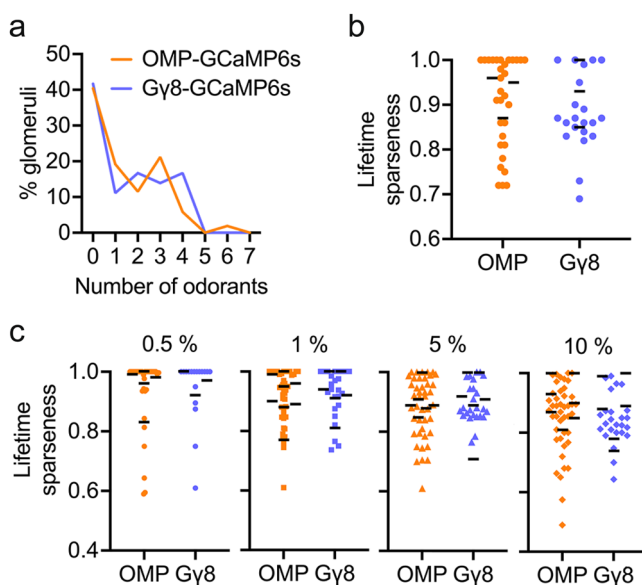 a
50
40
30
20
10
0
% glomeruli
OMP-GCaMP6s
Gγ8-GCaMP6s
0 1 2 3 4 5 6 7
Number of odorants
b
1.0
0.9
0.8
0.7
0.6
Lifetime
sparseness
OMP Gγ8
c
0.5 % 1 % 5 % 10 %
1.0
0.8
0.6
0.4
Lifetime
sparseness
OMP Gγ8 OMP Gγ8 OMP Gγ8 OMP Gγ8